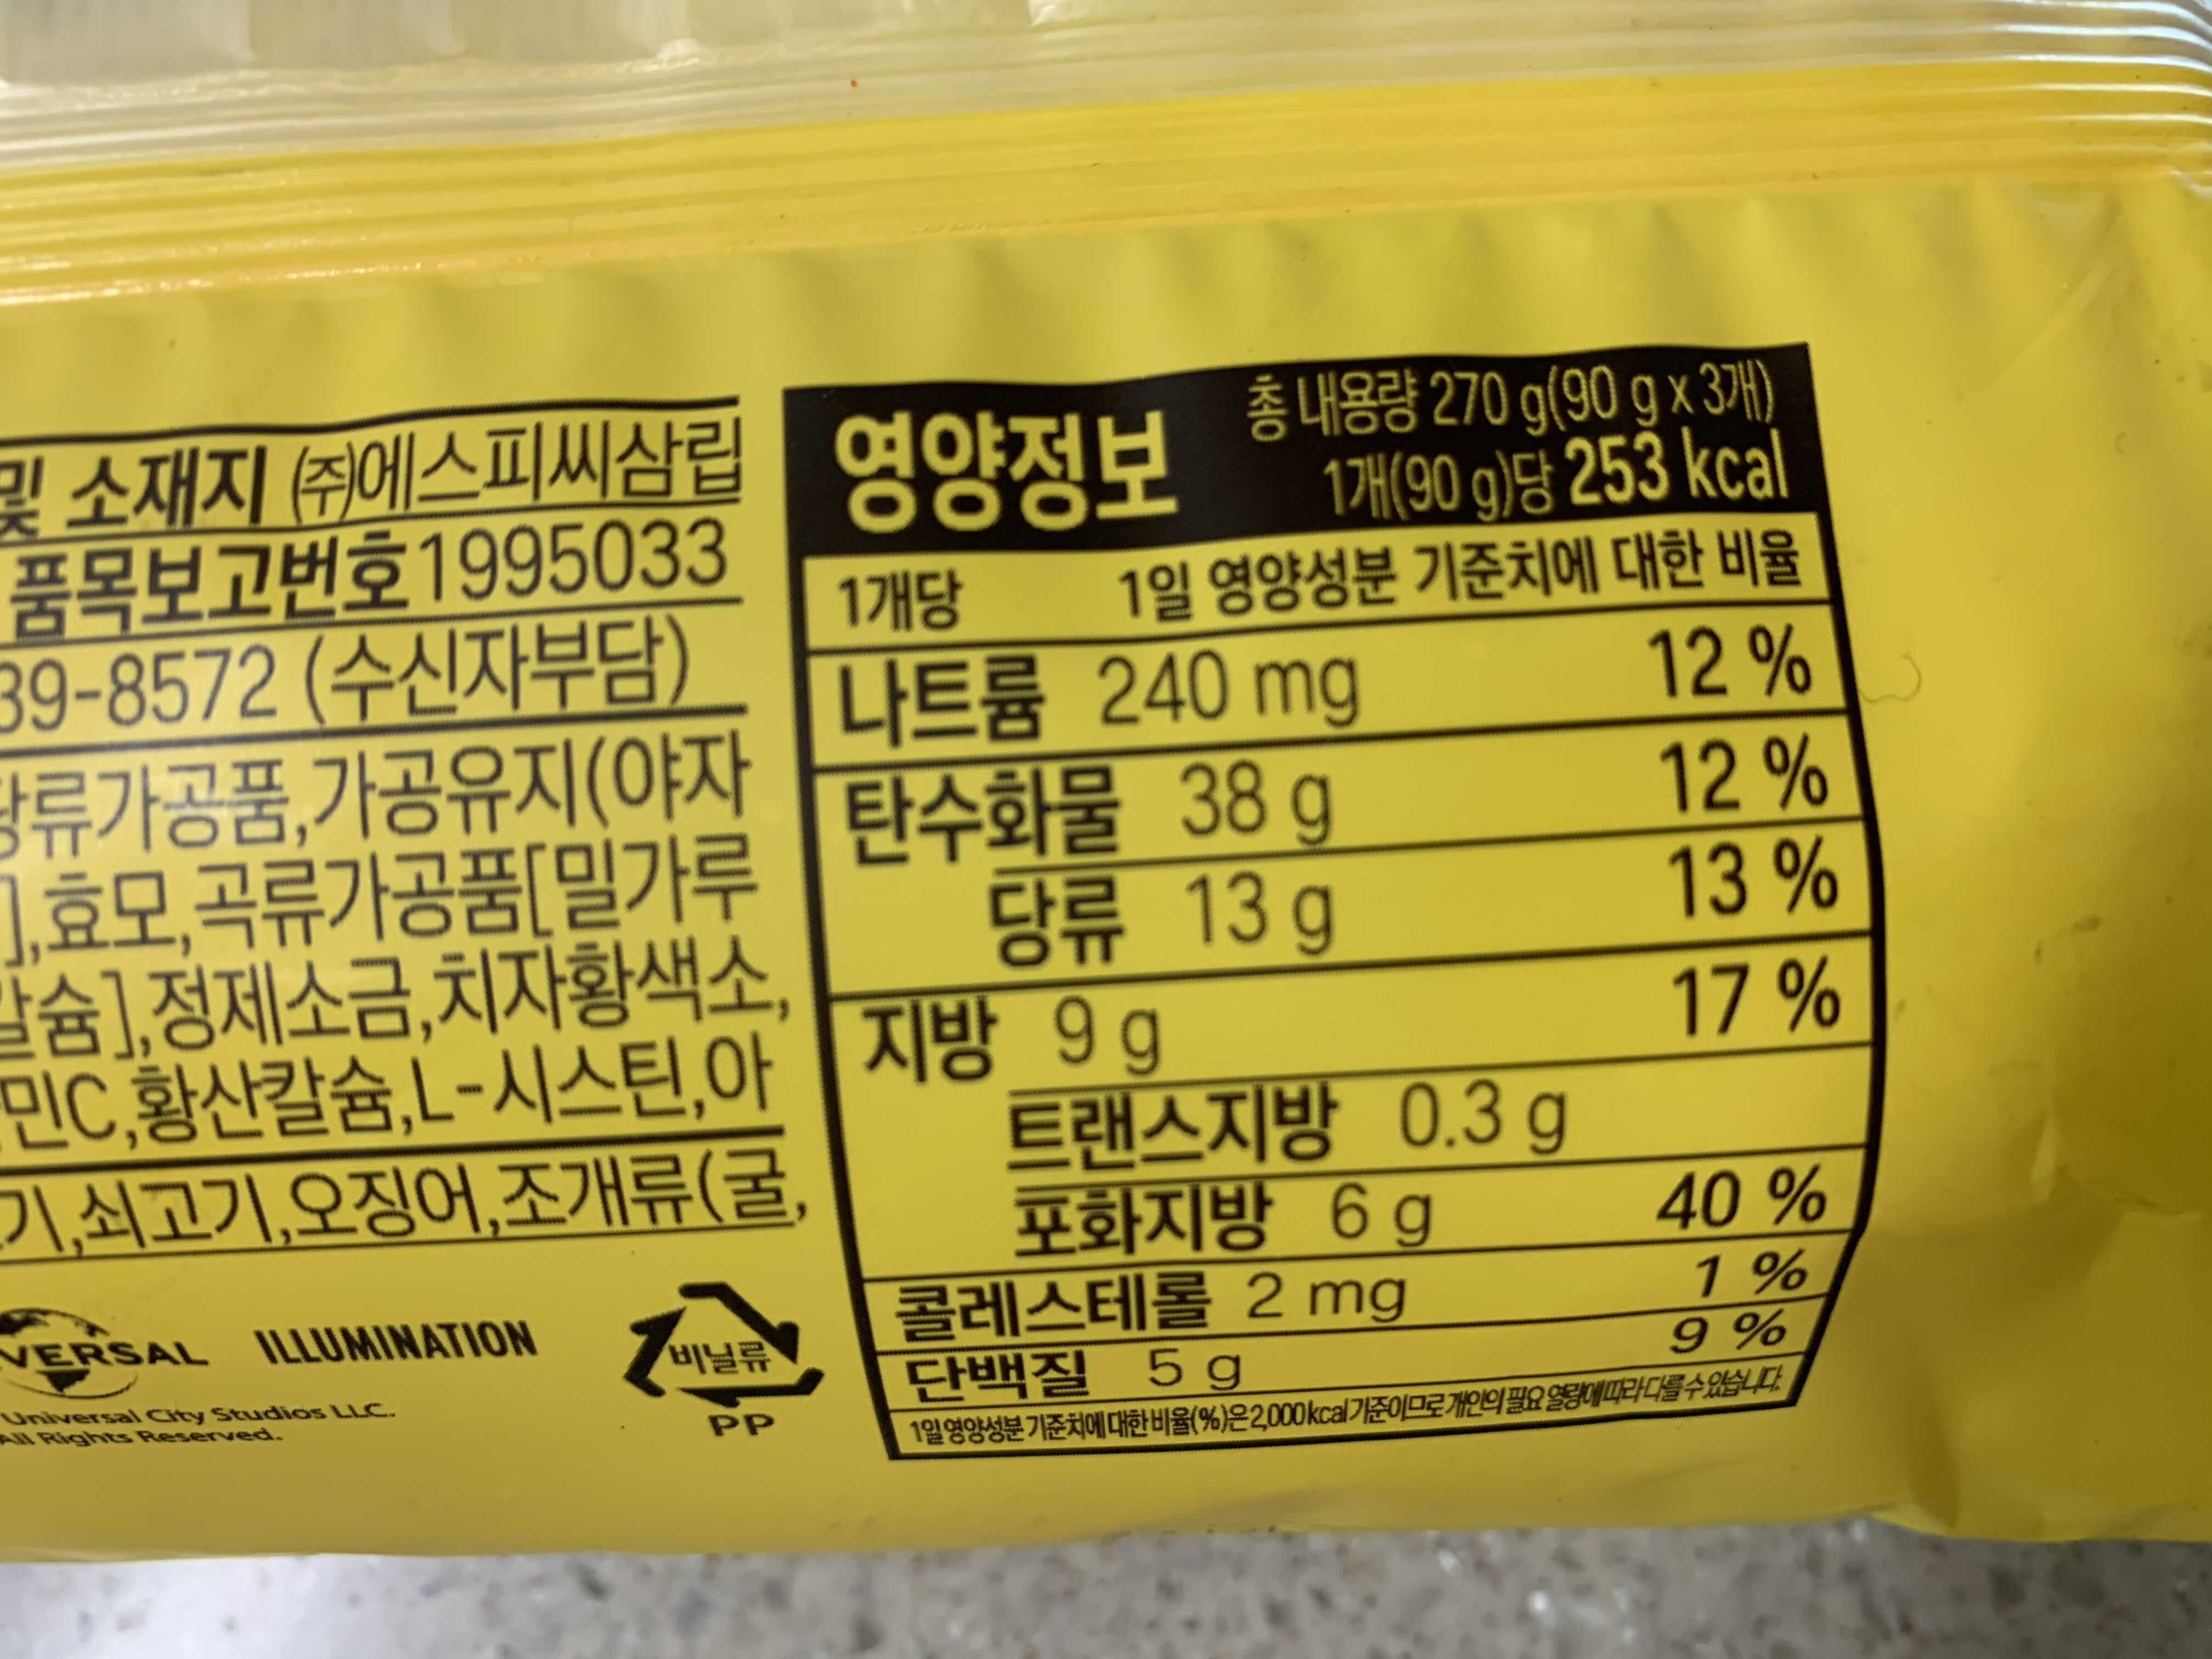 및 소재지 (주)에스피씨삼립
품목보고번호1995033
39-8572 (수신자부담)
당류가공품,가공유지(야자
],효모,곡류가공품[밀가루
칼슘],정제소금,치자황색소,
민C,황산칼슘,L-시스틴,아
기,쇠고기,오징어,조개류(굴,
VERSAL ILLUMINATION
Universal City Studios LLC.
All Rights Reserved.
비닐류
PP
영양정보
총 내용량 270 g(90 g x 3개)
1개(90 g)당 253 kcal
1개당 1일 영양성분 기준치에 대한 비율
나트륨 240 mg 12 %
탄수화물 38 g 12 %
당류 13 g 13 %
지방 9 g 17 %
트랜스지방 0.3 g
포화지방 6 g 40 %
콜레스테롤 2 mg 1 %
단백질 5 g 9 %
1일 영양성분 기준치에 대한 비율(%)은 2,000 kcal 기준이므로 개인의 필요 열량에 따라 다를 수 있습니다.